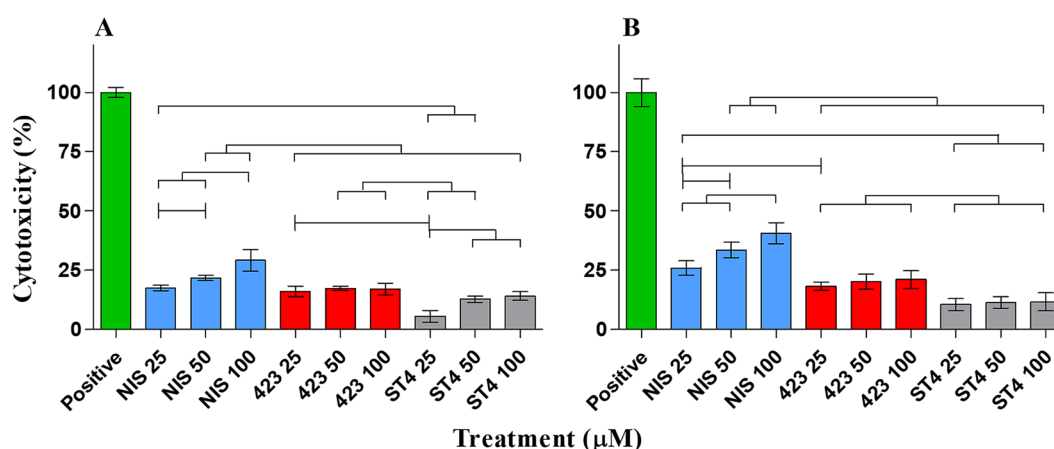 A
B
Cytotoxicity (%)
100
75
50
25
0
Positive
NIS 25
NIS 50
NIS 100
423 25
423 50
423 100
ST4 25
ST4 50
ST4 100
100
75
50
25
0
Positive
NIS 25
NIS 50
NIS 100
423 25
423 50
423 100
ST4 25
ST4 50
ST4 100
Treatment (μM)